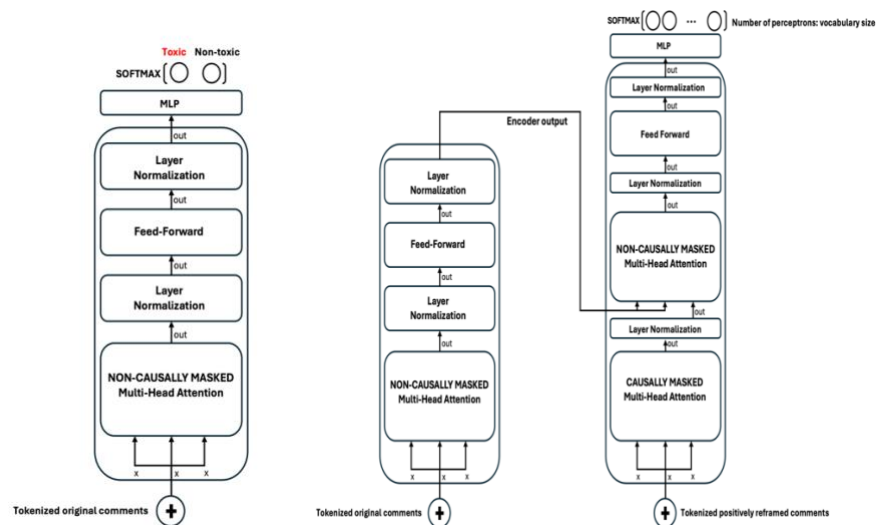 Toxic Non-toxic
SOFTMAX
MLP
out
Layer
Normalization
out
Feed-Forward
out
Layer
Normalization
out
NON-CAUSALLY MASKED
Multi-Head Attention
x x x
Tokenized original comments +
Encoder output
Layer
Normalization
out
Feed-Forward
out
Layer
Normalization
out
NON-CAUSALLY MASKED
Multi-Head Attention
x x x
Tokenized original comments +
SOFTMAX ... Number of perceptrons: vocabulary size
MLP
out
Layer Normalization
out
Feed Forward
out
Layer Normalization
out
NON-CAUSALLY MASKED
Multi-Head Attention
out
Layer Normalization
out
CAUSALLY MASKED
Multi-Head Attention
x x x
+ Tokenized positively reframed comments